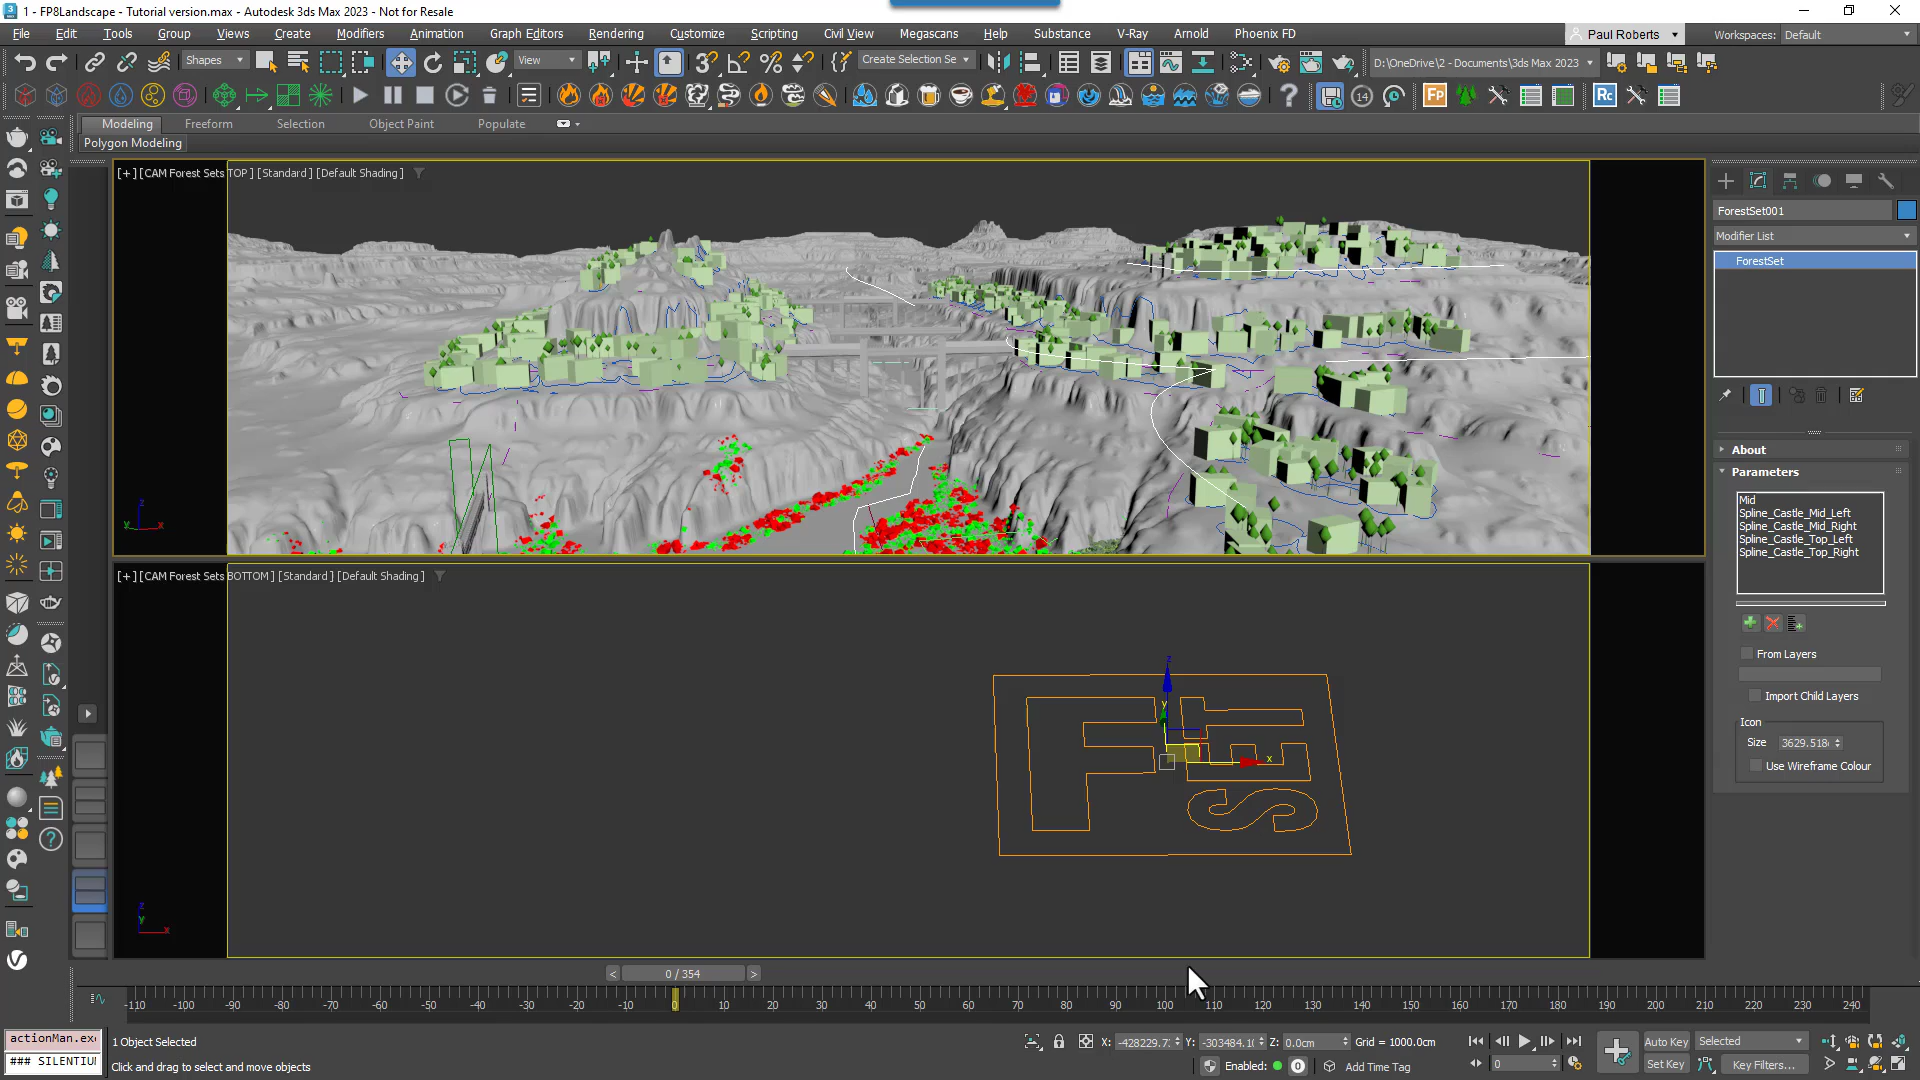 1 - FP8Landscape - Tutorial version.max - Autodesk 3ds Max 2023 - Not for Resale
File Edit Tools Group Views Create Modifiers Animation Graph Editors Rendering Customize Scripting Civil View Megascans Help Substance V-Ray Arnold Phoenix FD
Paul Roberts Workspaces: Default
Shapes View Create Selection Se D:\OneDrive\2 - Documents\3ds Max 2023
14 Fp Rc
Modeling Freeform Selection Object Paint Populate
Polygon Modeling
[+] [CAM Forest Sets TOP ] [Standard ] [Default Shading ]
ForestSet001
Modifier List
ForestSet
About
Parameters
Mid
Spline_Castle_Mid_Left
Spline_Castle_Mid_Right
Spline_Castle_Top_Left
Spline_Castle_Top_Right
From Layers
Import Child Layers
Icon
Size 3629.518
Use Wireframe Colour
[+] [CAM Forest Sets BOTTOM ] [Standard ] [Default Shading ]
F SET
z y x
< 0 / 354 >
-110 -100 -90 -80 -70 -60 -50 -40 -30 -20 -10 0 10 20 30 40 50 60 70 80 90 100 110 120 130 140 150 160 170 180 190 200 210 220 230 240
actionMan.ex
### SILENTIU
1 Object Selected
Click and drag to select and move objects
X: -428229.7 Y: -303484.10 Z: 0.0cm Grid = 1000.0cm
Enabled: 0 Add Time Tag
Auto Key Selected
Set Key Key Filters...
0